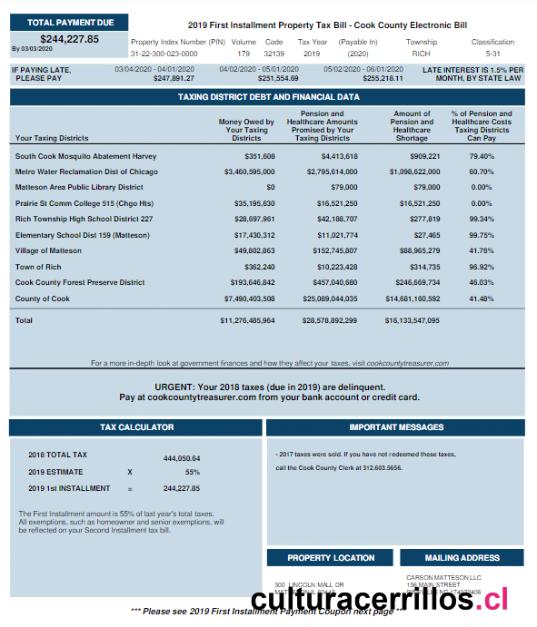 TOTAL PAYMENT DUE
$244,227.85
By 03/03/2020
2019 First Installment Property Tax Bill - Cook County Electronic Bill
Property Index Number (PIN) Volume Code Tax Year (Payable In) Township Classification
31-22-300-023-0000 179 32139 2019 (2020) RICH 5-31
IF PAYING LATE, PLEASE PAY
03/04/2020 - 04/01/2020 $247,891.27
04/02/2020 - 05/01/2020 $251,554.69
05/02/2020 - 06/01/2020 $255,218.11
LATE INTEREST IS 1.5% PER MONTH, BY STATE LAW
TAXING DISTRICT DEBT AND FINANCIAL DATA
Your Taxing Districts
Money Owed by Your Taxing Districts
Pension and Healthcare Amounts Promised by Your Taxing Districts
Amount of Pension and Healthcare Shortage
% of Pension and Healthcare Costs Taxing Districts Can Pay
South Cook Mosquito Abatement Harvey $351,608 $4,413,618 $909,221 79.40%
Metro Water Reclamation Dist of Chicago $3,460,595,000 $2,795,614,000 $1,098,622,000 60.70%
Matteson Area Public Library District $0 $79,000 $79,000 0.00%
Prairie St Comm College 515 (Chgo Hts) $35,195,630 $16,521,250 $16,521,250 0.00%
Rich Township High School District 227 $28,697,961 $42,188,707 $277,819 99.34%
Elementary School Dist 159 (Matteson) $17,430,312 $11,021,774 $27,465 99.75%
Village of Matteson $49,802,863 $152,745,807 $88,965,279 41.76%
Town of Rich $362,240 $10,223,428 $314,735 96.92%
Cook County Forest Preserve District $193,646,842 $457,040,680 $246,669,734 46.03%
County of Cook $7,490,403,508 $25,089,044,035 $14,681,160,592 41.48%
Total $11,276,485,964 $28,578,892,299 $16,133,547,095
For a more in-depth look at government finances and how they affect your taxes, visit cookcountytreasurer.com
URGENT: Your 2018 taxes (due in 2019) are delinquent.
Pay at cookcountytreasurer.com from your bank account or credit card.
TAX CALCULATOR
2018 TOTAL TAX 444,050.64
2019 ESTIMATE X 55%
2019 1st INSTALLMENT = 244,227.85
The First Installment amount is 55% of last year's total taxes.
All exemptions, such as homeowner and senior exemptions, will
be reflected on your Second Installment tax bill.
IMPORTANT MESSAGES
- 2017 taxes were sold. If you have not redeemed these taxes,
call the Cook County Clerk at 312.603.5656.
PROPERTY LOCATION
300 LINCOLN MALL DR
MAILING ADDRESS
CARSON MATTESON LLC
MAIN STREET
culturacerrillos.cl
*** Please see 2019 First Installment Payment Coupon next page ***